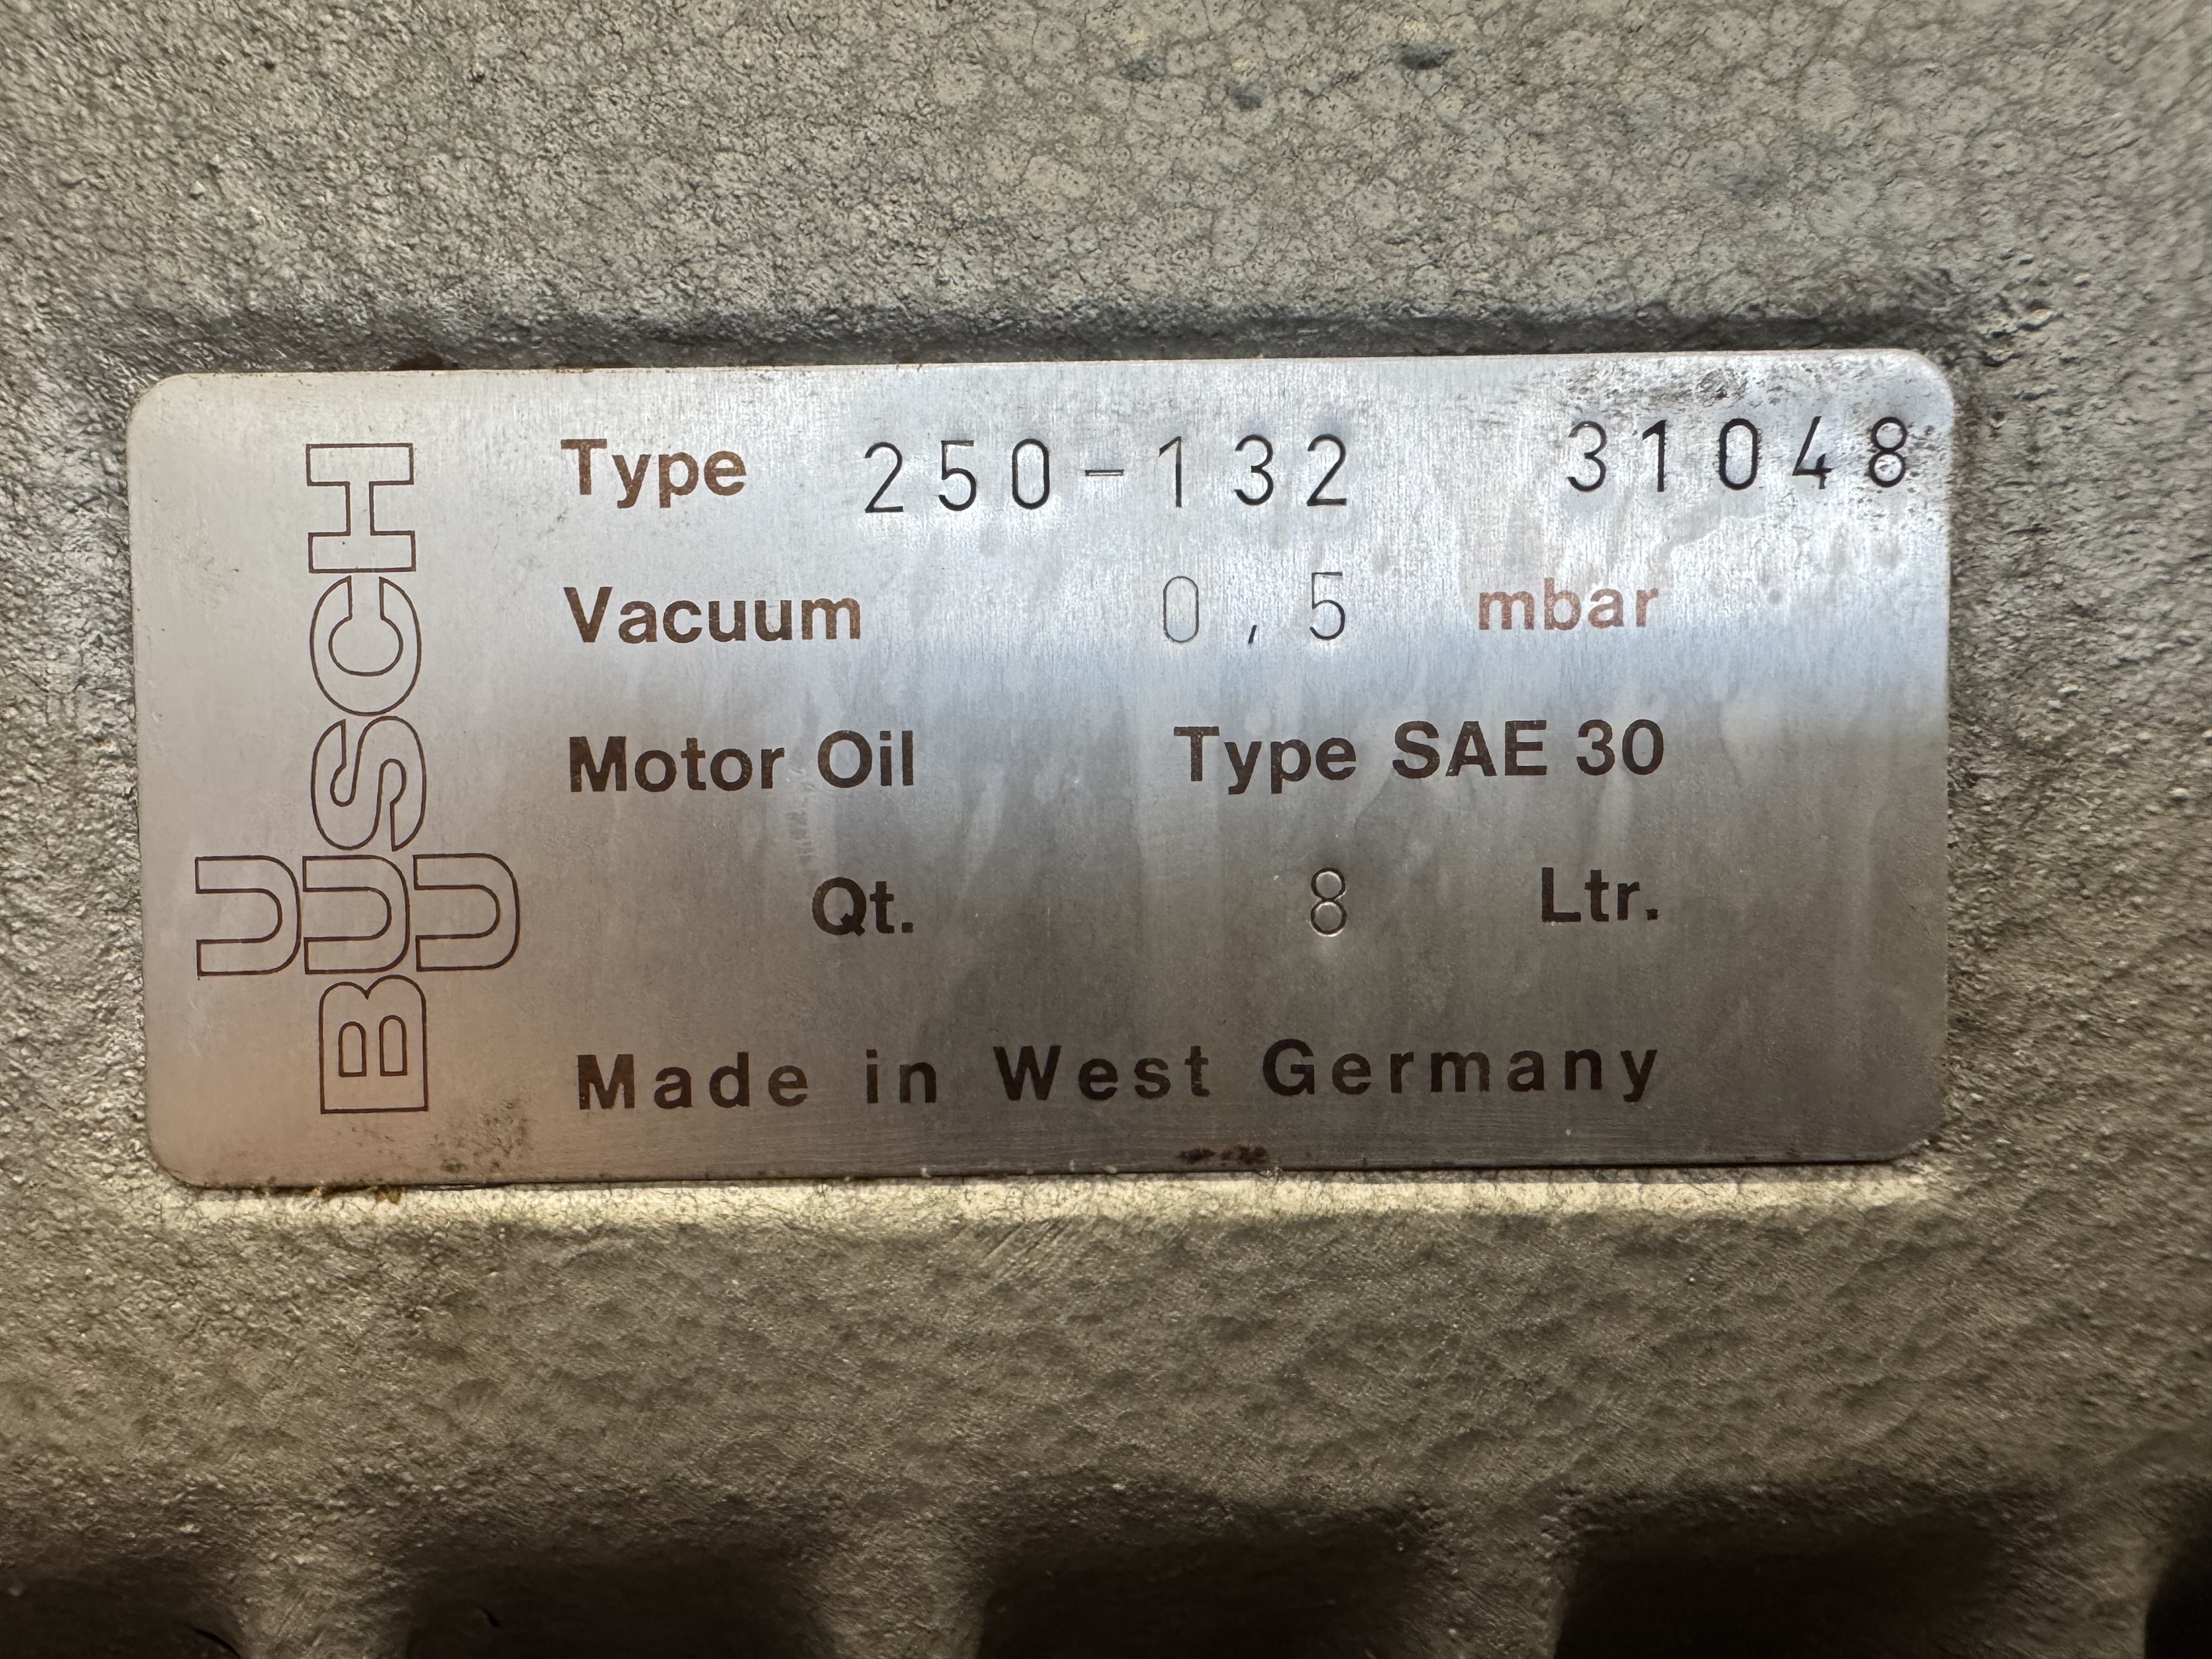 BUSCH
U U
Type 250-132 31048
Vacuum 0,5 mbar
Motor Oil Type SAE 30
Qt. 8 Ltr.
Made in West Germany